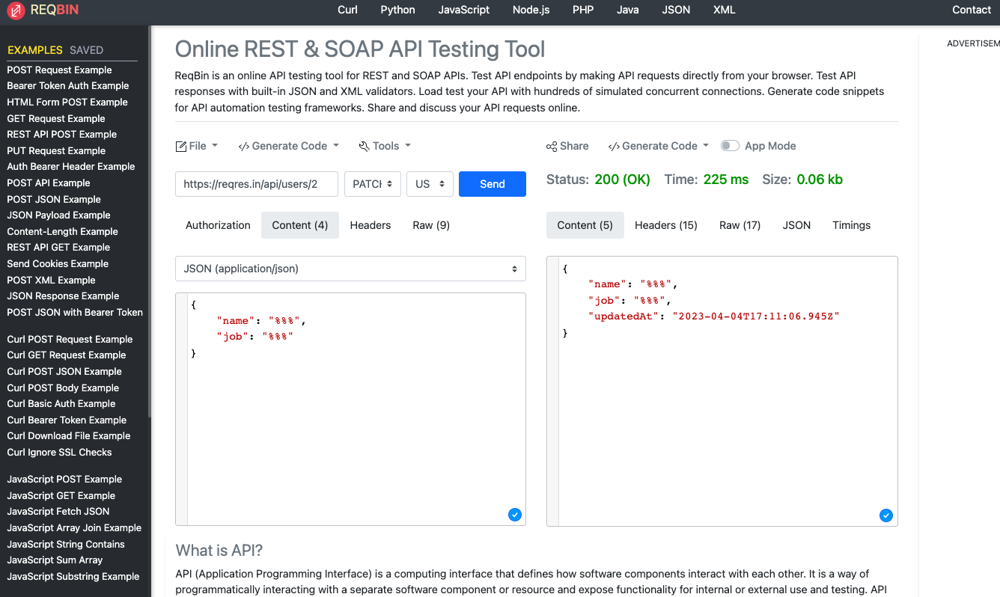 REQBIN
Curl Python JavaScript Node.js PHP Java JSON XML Contact
EXAMPLES SAVED
POST Request Example
Bearer Token Auth Example
HTML Form POST Example
GET Request Example
REST API POST Example
PUT Request Example
Auth Bearer Header Example
POST API Example
POST JSON Example
JSON Payload Example
Content-Length Example
REST API GET Example
Send Cookies Example
POST XML Example
JSON Response Example
POST JSON with Bearer Token
Curl POST Request Example
Curl GET Request Example
Curl POST JSON Example
Curl POST Body Example
Curl Basic Auth Example
Curl Bearer Token Example
Curl Download File Example
Curl Ignore SSL Checks
JavaScript POST Example
JavaScript GET Example
JavaScript Fetch JSON
JavaScript Array Join Example
JavaScript String Contains
JavaScript Sum Array
JavaScript Substring Example
Online REST & SOAP API Testing Tool
ReqBin is an online API testing tool for REST and SOAP APIs. Test API endpoints by making API requests directly from your browser. Test API
responses with built-in JSON and XML validators. Load test your API with hundreds of simulated concurrent connections. Generate code snippets
for API automation testing frameworks. Share and discuss your API requests online.
File </> Generate Code Tools
https://reqres.in/api/users/2 PATCH US Send
Authorization Content (4) Headers Raw (9)
JSON (application/json)
{
"name": "%%%",
"job": "%%%"
}
Share </> Generate Code App Mode
Status: 200 (OK) Time: 225 ms Size: 0.06 kb
Content (5) Headers (15) Raw (17) JSON Timings
{
"name": "%%%",
"job": "%%%",
"updatedAt": "2023-04-04T17:11:06.945Z"
}
What is API?
API (Application Programming Interface) is a computing interface that defines how software components interact with each other. It is a way of
programmatically interacting with a separate software component or resource and expose functionality for internal or external use and testing. API
ADVERTISEM